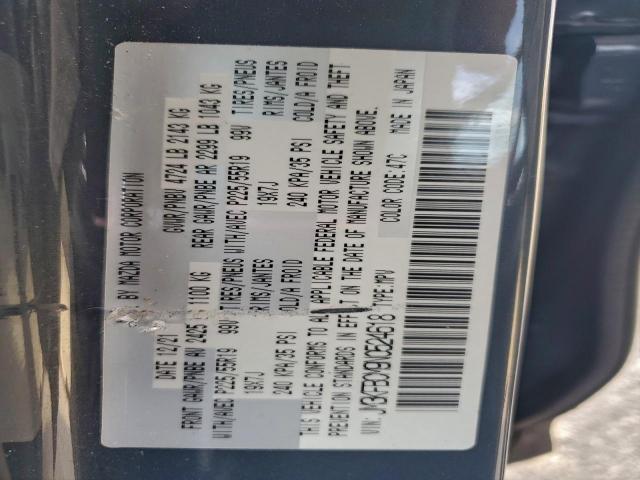 BY MAZDA MOTOR CORPORATION
DATE 12/21 GVWR/PNBV 4724 LB 2143 KG
FRONT GAWR/PNBE AV 2425 1100 KG REAR GAWR/PNBE AR 2299 LB 1043 KG
WITH/AVEC P225/55R19 99V TIRES/PNEUS WITH/AVEC P225/55R19 99V TIRES/PNEUS
19X7J RIMS/JANTES 19X7J RIMS/JANTES
240 KPA/35 PSI COLD/A FROID 240 KPA/35 PSI COLD/A FROID
THIS VEHICLE CONFORMS TO APPLICABLE FEDERAL MOTOR VEHICLE SAFETY AND THEFT
PREVENTION STANDARDS IN EFFECT ON THE DATE OF MANUFACTURE SHOWN ABOVE.
VIN: TYPE: MPV COLOR CODE: 47C MADE IN JAPAN